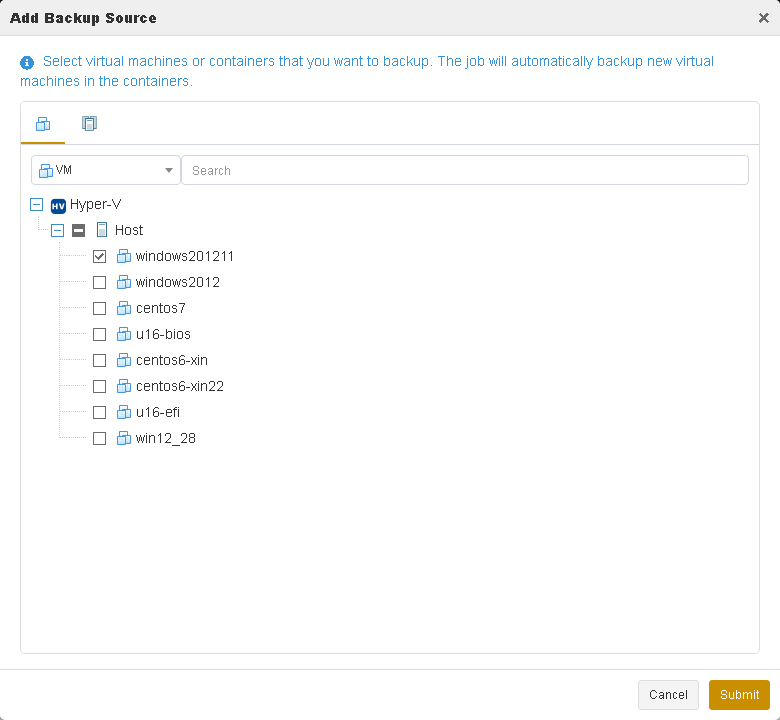 Add Backup Source
Select virtual machines or containers that you want to backup. The job will automatically backup new virtual
machines in the containers.
VM
Search
HV Hyper-V
Host
windows201211
windows2012
centos7
u16-bios
centos6-xin
centos6-xin22
u16-efi
win12_28
Cancel
Submit